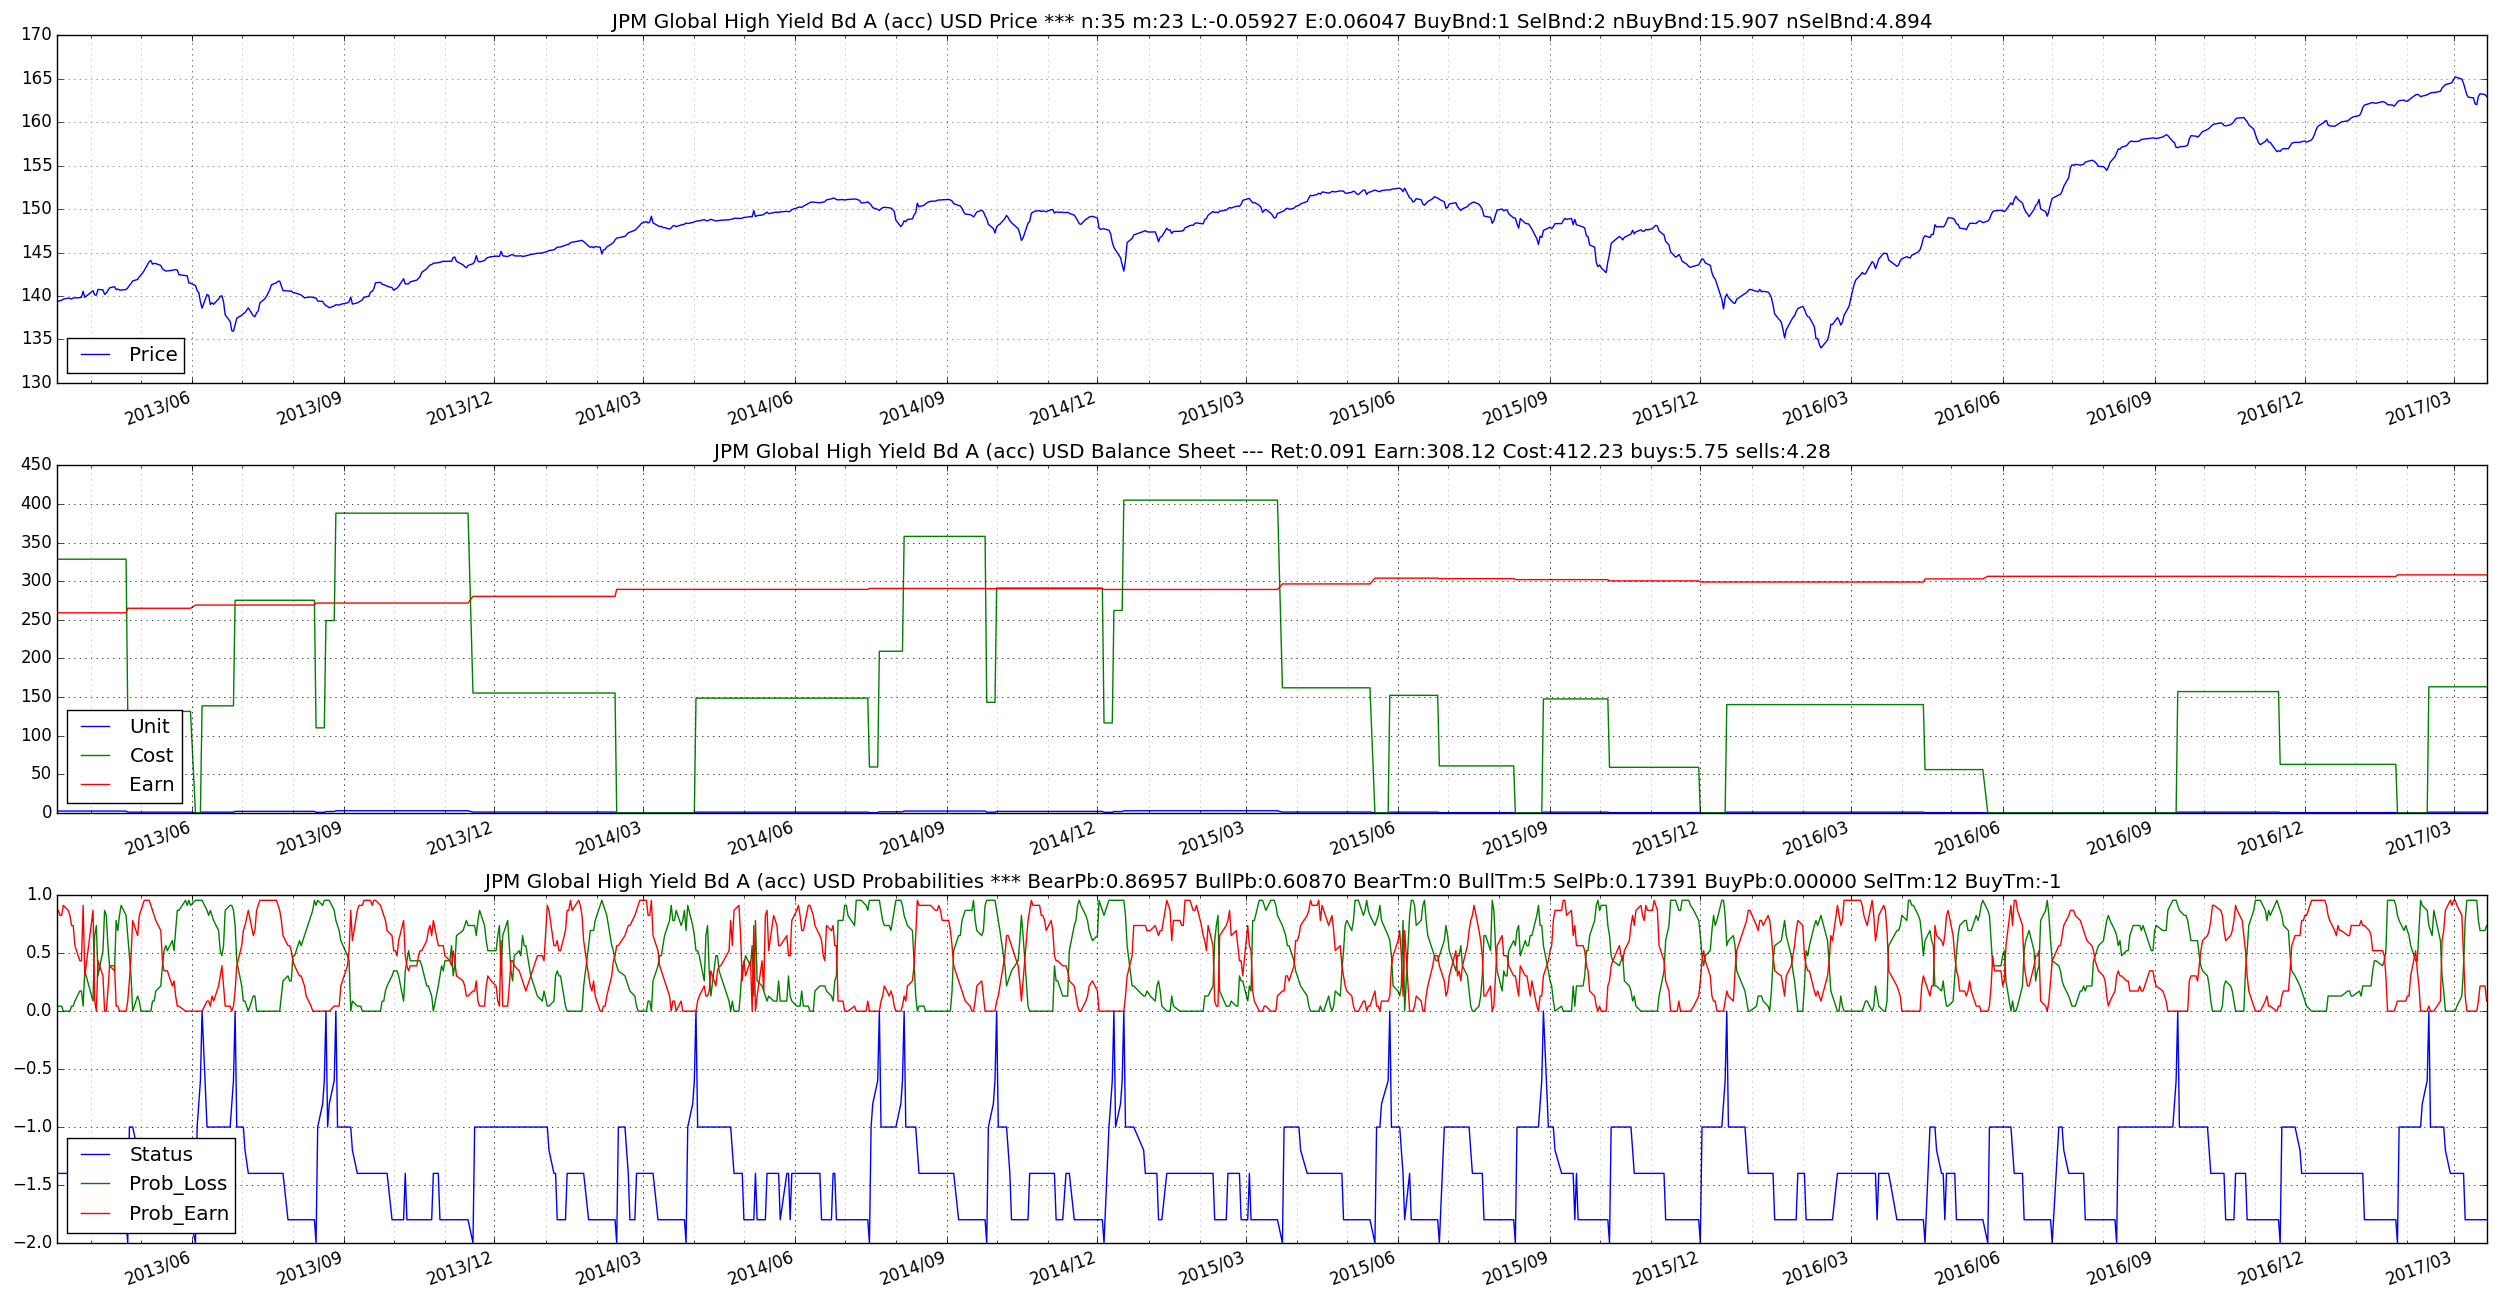 JPM Global High Yield Bd A (acc) USD Price *** n:35 m:23 L:-0.05927 E:0.06047 BuyBnd:1 SelBnd:2 nBuyBnd:15.907 nSelBnd:4.894
170
165
160
155
150
145
140
135
130
Price
2013/06 2013/09 2013/12 2014/03 2014/06 2014/09 2014/12 2015/03 2015/06 2015/09 2015/12 2016/03 2016/06 2016/09 2016/12 2017/03
JPM Global High Yield Bd A (acc) USD Balance Sheet --- Ret:0.091 Earn:308.12 Cost:412.23 buys:5.75 sells:4.28
450
400
350
300
250
200
150
100
50
0
Unit
Cost
Earn
2013/06 2013/09 2013/12 2014/03 2014/06 2014/09 2014/12 2015/03 2015/06 2015/09 2015/12 2016/03 2016/06 2016/09 2016/12 2017/03
JPM Global High Yield Bd A (acc) USD Probabilities *** BearPb:0.86957 BullPb:0.60870 BearTm:0 BullTm:5 SelPb:0.17391 BuyPb:0.00000 SelTm:12 BuyTm:-1
1.0
0.5
0.0
−0.5
−1.0
−1.5
−2.0
Status
Prob_Loss
Prob_Earn
2013/06 2013/09 2013/12 2014/03 2014/06 2014/09 2014/12 2015/03 2015/06 2015/09 2015/12 2016/03 2016/06 2016/09 2016/12 2017/03